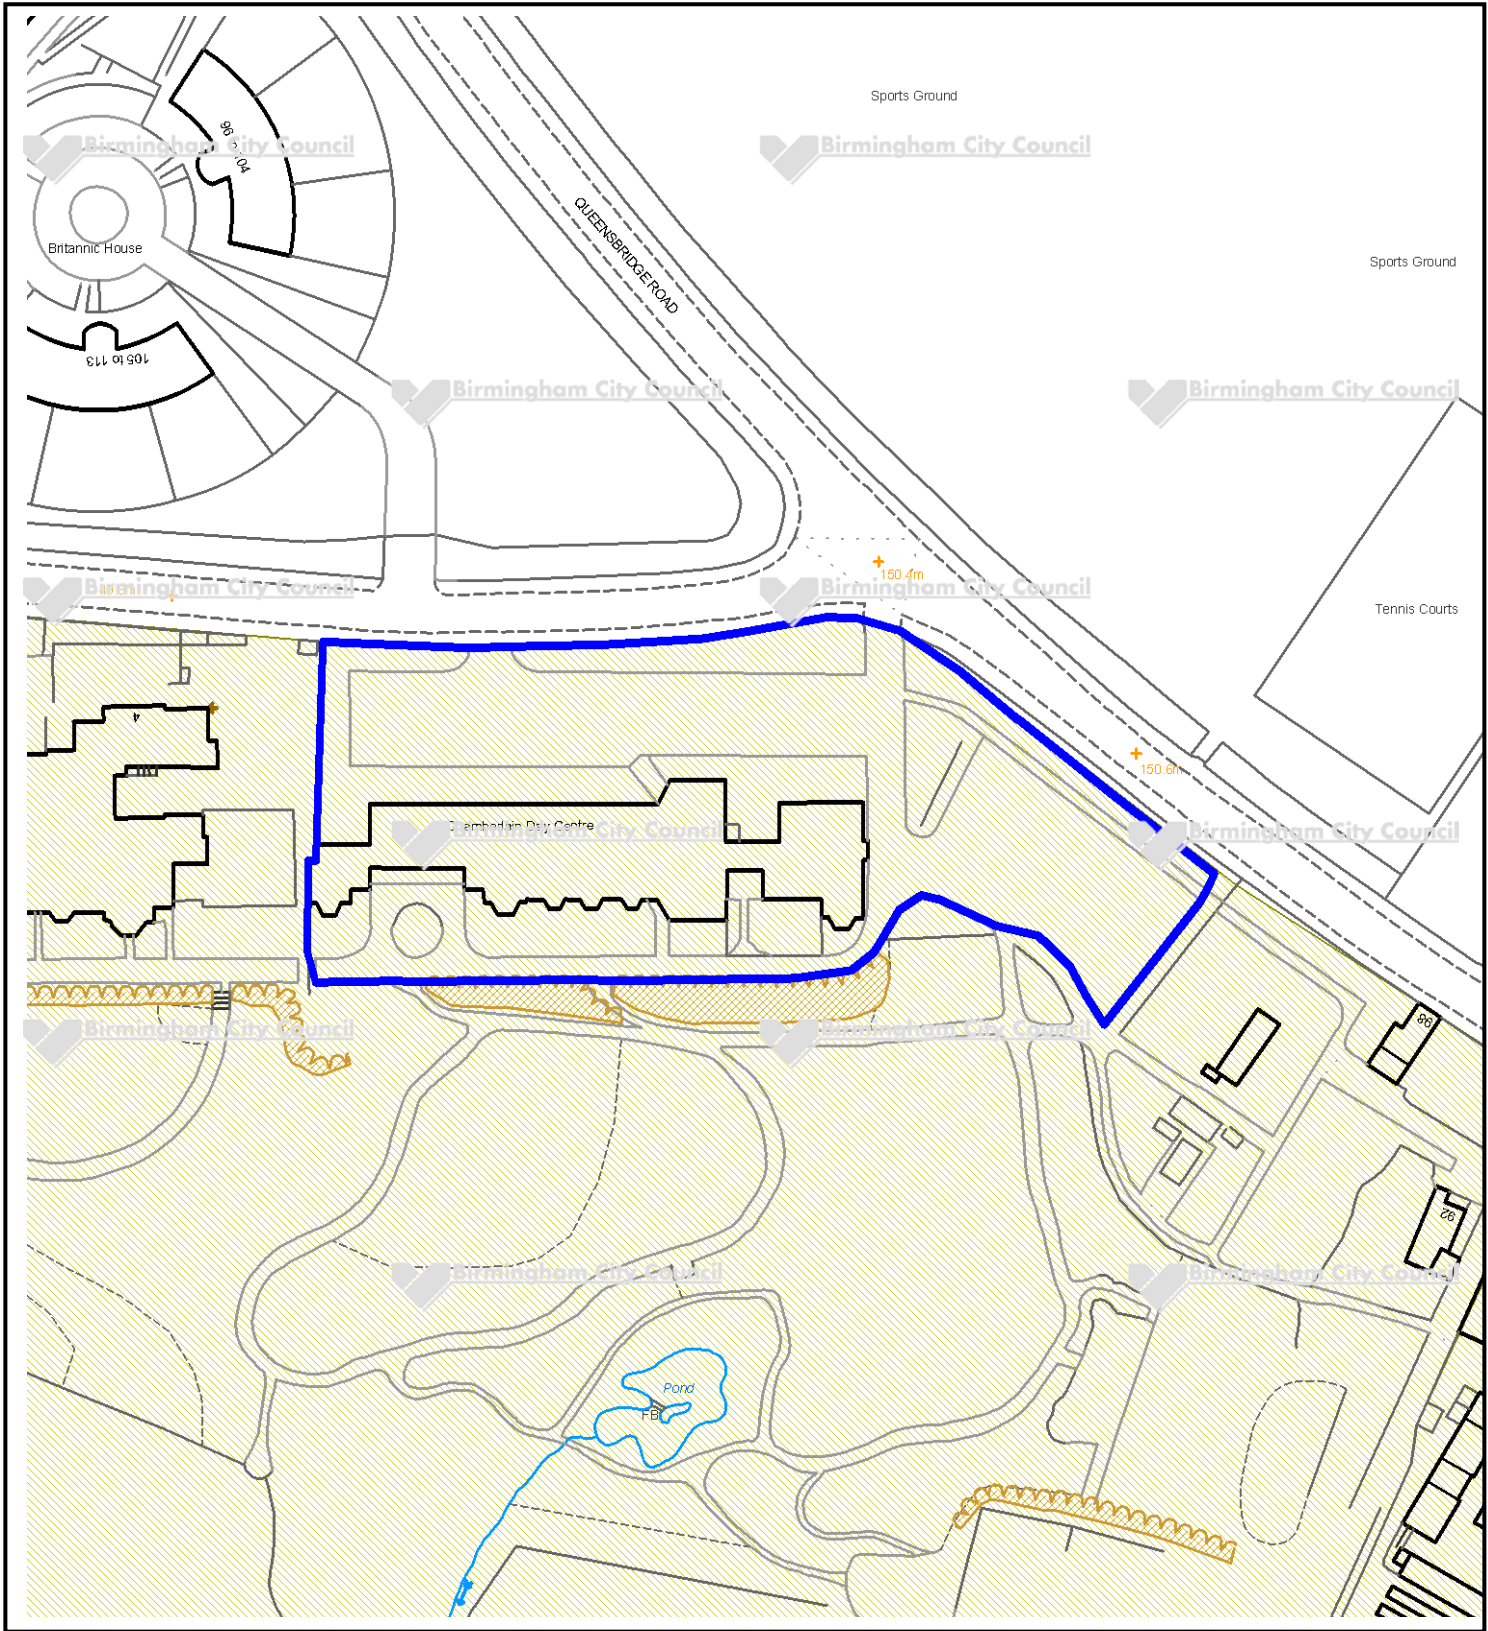 Sports Ground
Birmingham City Council
Birmingham City Council
96 to 104
QUEENSBRIDGE ROAD
Britannic House
Sports Ground
105 to 113
Birmingham City Council
Birmingham City Council
150.4m
Birmingham City Council
Birmingham City Council
Tennis Courts
4
150.6m
Chamberlain Day Centre
Birmingham City Council
Birmingham City Council
98
Birmingham City Council
Birmingham City Council
92
Birmingham City Council
Birmingham City Council
Pond
FB